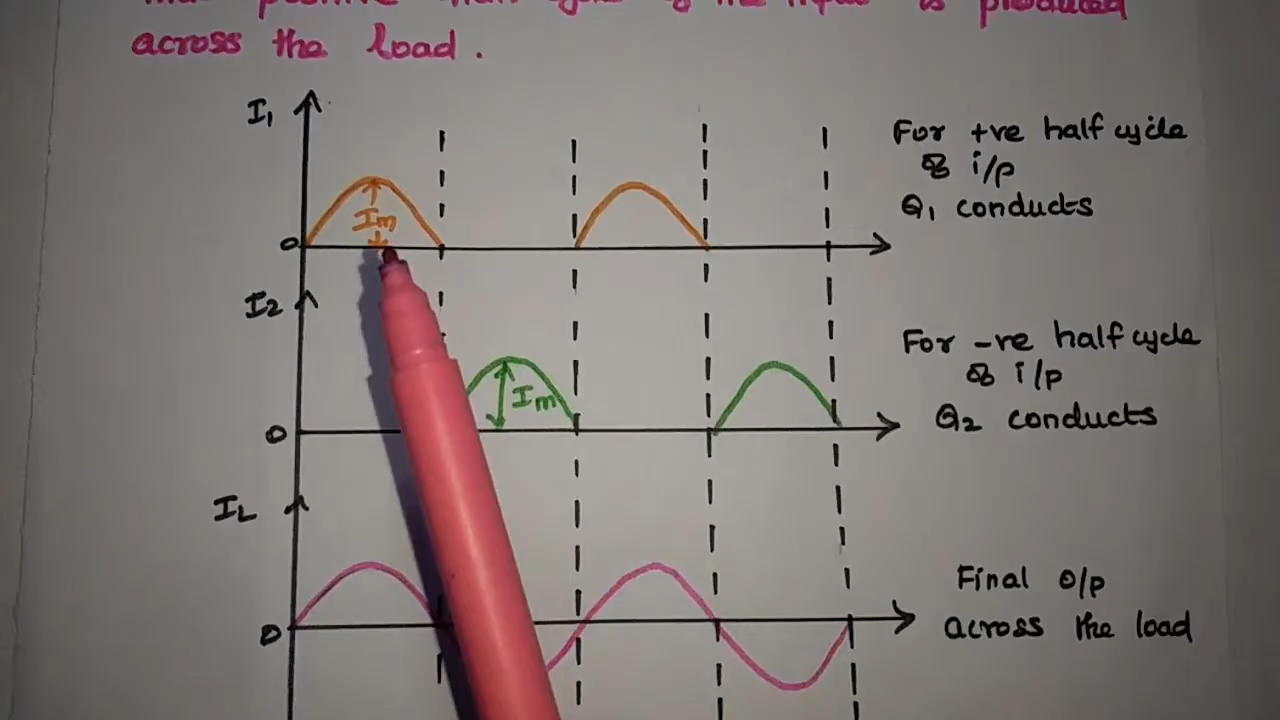 across the load.
I1
For +ve half cycle
of i/p
Q1 conducts
Im
0
I2
For -ve half cycle
of i/p
Q2 conducts
Im
0
IL
Final o/p
across the load
0